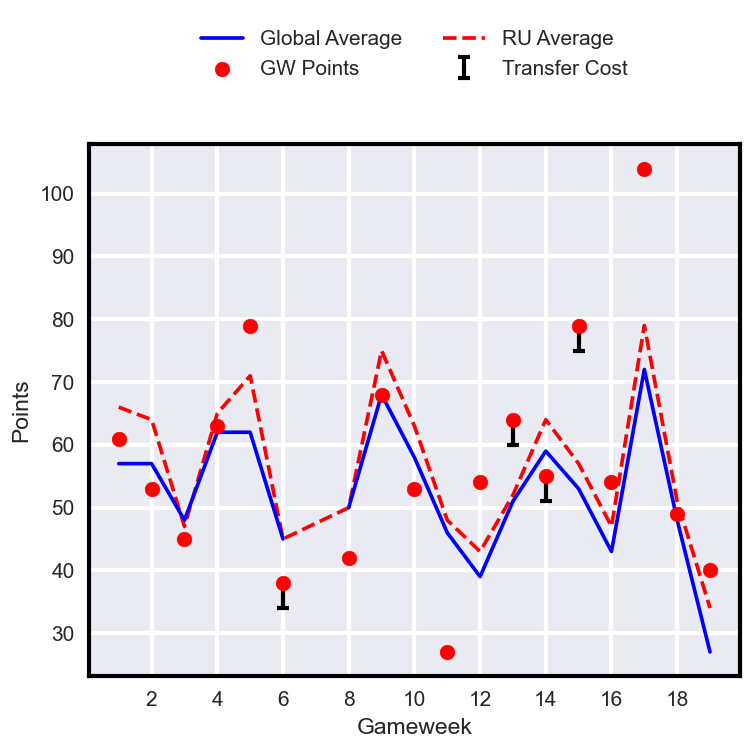 Global Average
RU Average
GW Points
Transfer Cost
100
90
80
70
60
50
40
30
Points
2 4 6 8 10 12 14 16 18
Gameweek